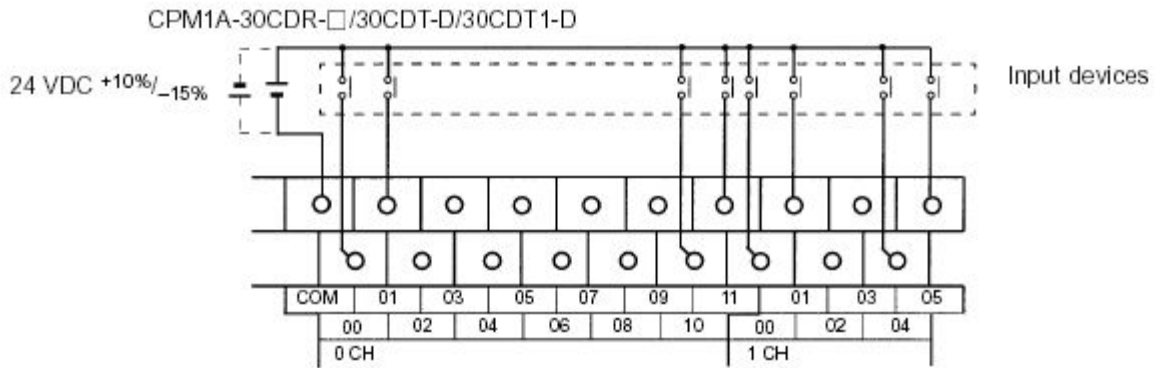 CPM1A-30CDR-□/30CDT-D/30CDT1-D
24 VDC +10%/–15%
Input devices
COM 01 03 05 07 09 11 01 03 05
00 02 04 06 08 10 00 02 04
0 CH 1 CH